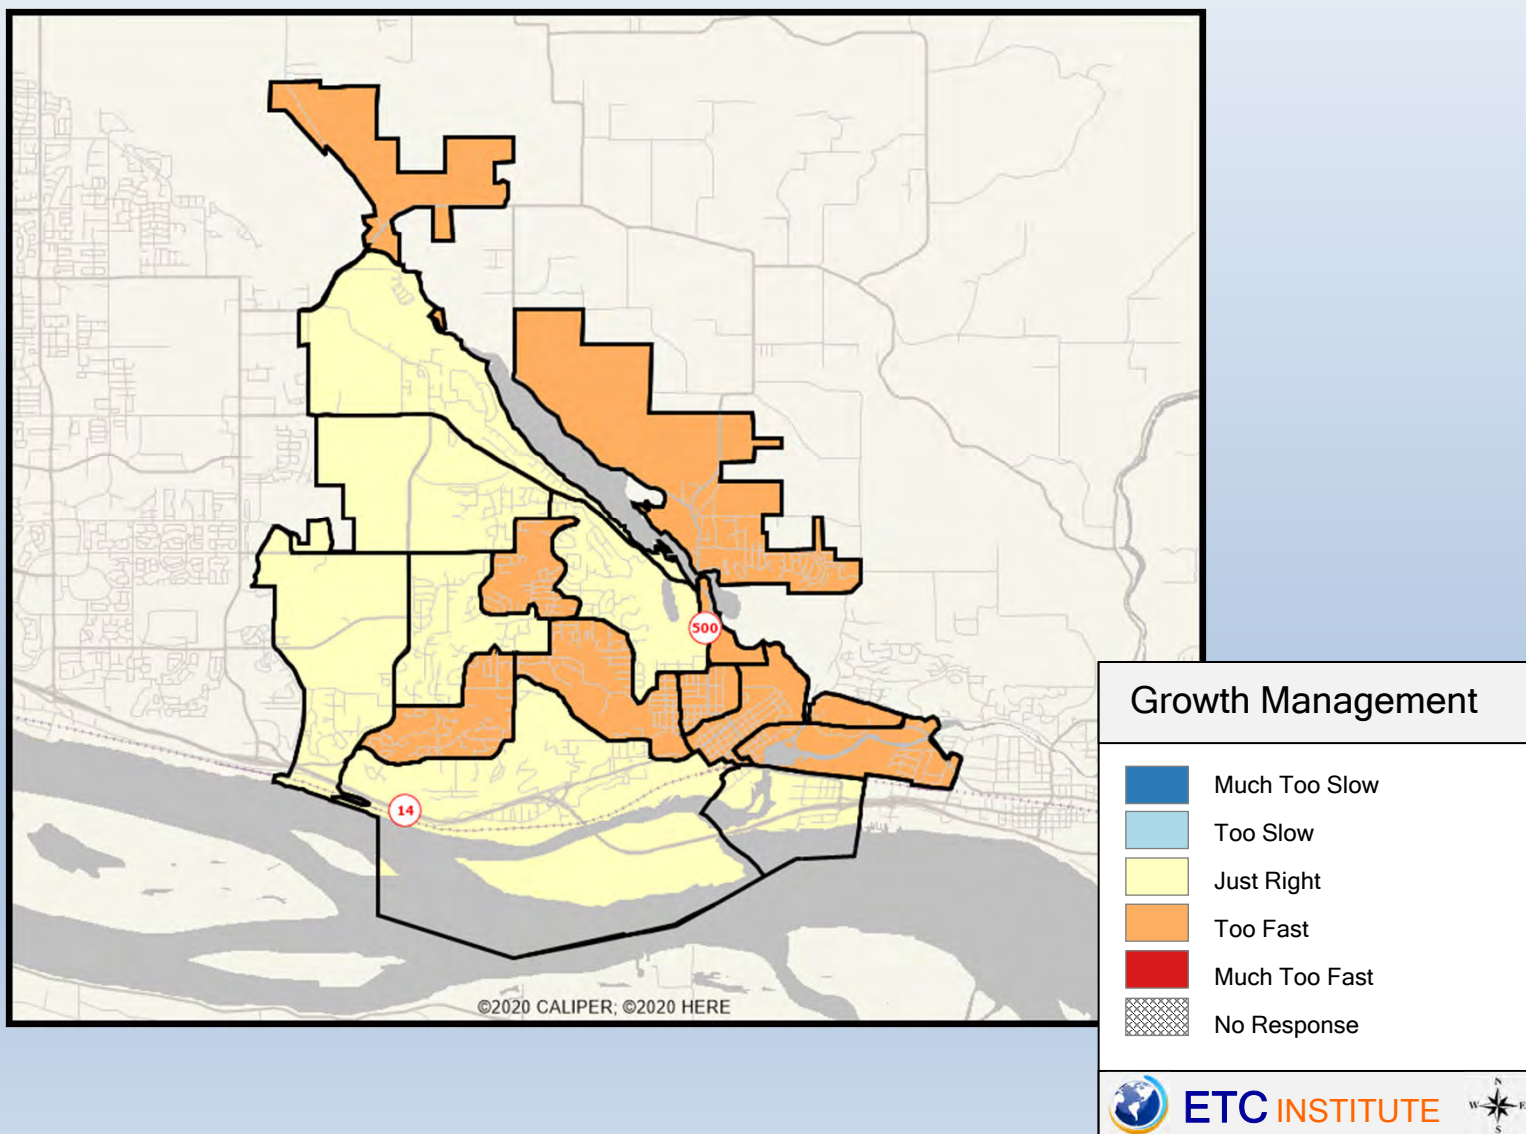 500
14
©2020 CALIPER; ©2020 HERE
Growth Management
Much Too Slow
Too Slow
Just Right
Too Fast
Much Too Fast
No Response
ETC INSTITUTE
N
W E
S